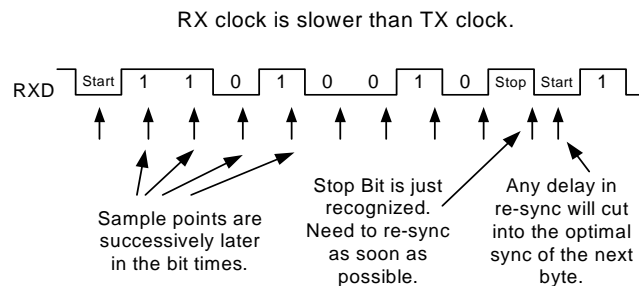 RX clock is slower than TX clock.
RXD Start 1 1 0 1 0 0 1 0 Stop Start 1
Sample points are
successively later
in the bit times.
Stop Bit is just
recognized.
Need to re-sync
as soon as
possible.
Any delay in
re-sync will cut
into the optimal
sync of the next
byte.